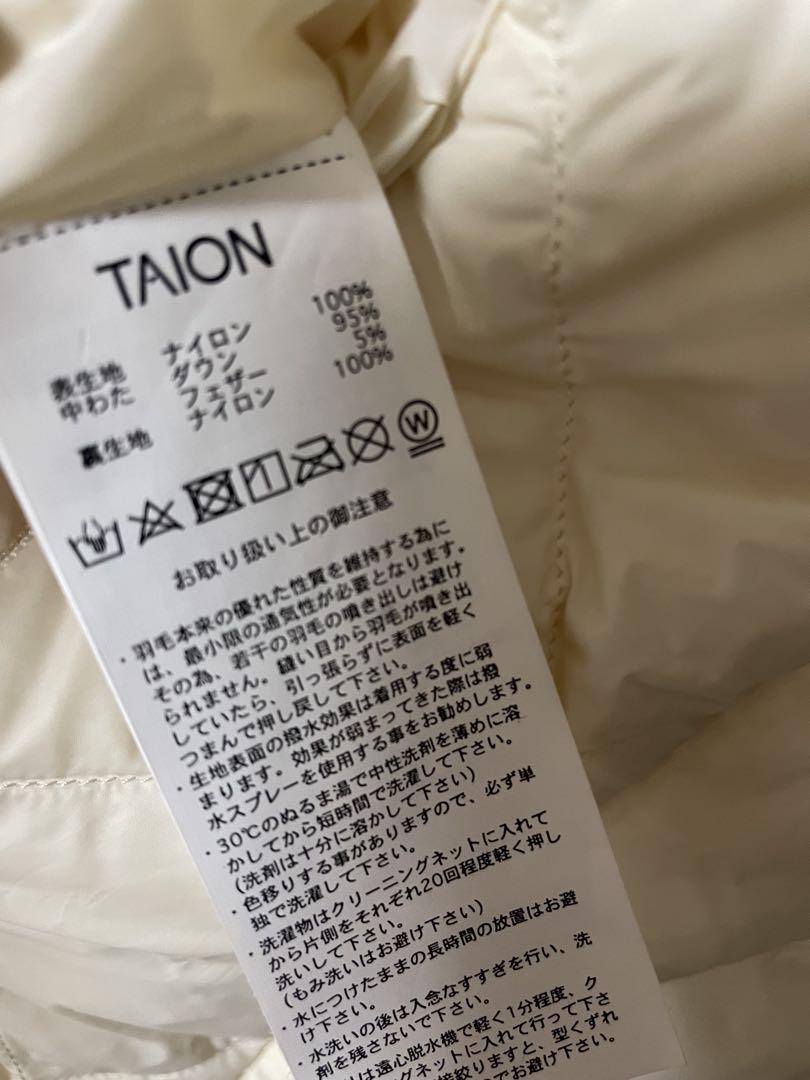 TAION
表生地 ナイロン 100%
中わた ダウン 95%
フェザー 5%
裏生地 ナイロン 100%
W
お取り扱い上の御注意
・羽毛本来の優れた性質を維持する為に
は、最小限の通気性が必要となります。
その為、若干の羽毛の噴き出しは避け
られません。縫い目から羽毛が噴き出
していたら、引っ張らずに表面を軽く
つまんで押し戻して下さい。
・生地表面の撥水効果は着用する度に弱
まります。効果が弱まってきた際は撥
水スプレーを使用する事をお勧めします。
・30℃のぬるま湯で中性洗剤を薄めに溶
かしてから短時間で洗濯して下さい。
（洗剤は十分に溶かして下さい）
・色移りする事がありますので、必ず単
独で洗濯して下さい。
・洗濯物はクリーニングネットに入れて
から片側をそれぞれ20回程度軽く押し
洗いして下さい。
（もみ洗いはお避け下さい）
・水につけたままの長時間の放置はお避
け下さい。
・水洗いの後は入念なすすぎを行い、洗
剤を残さないで下さい。
は遠心脱水機で軽く1分程度、ク
ングネットに入れて行って下さ
絞りますと、型くずれ
でお避け下さい。